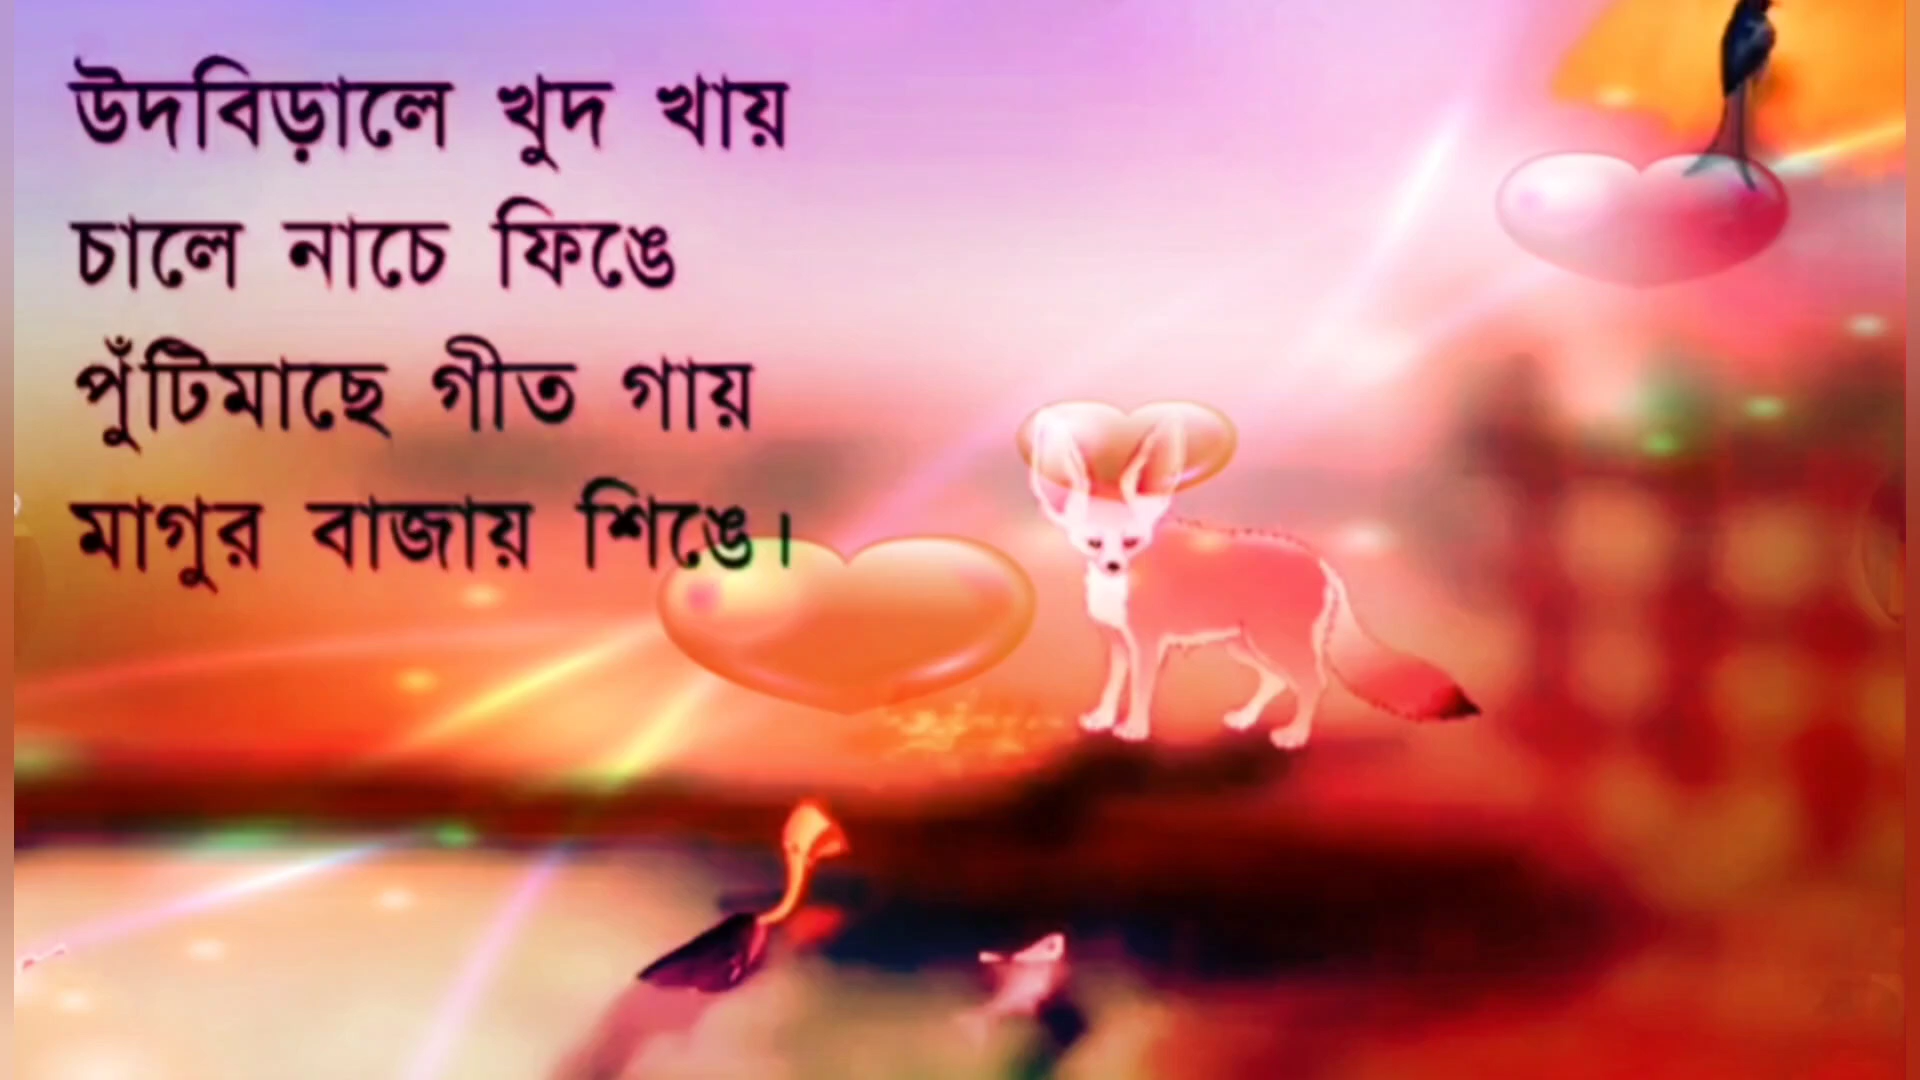 উদবিড়ালে খুদ খায়
চালে নাচে ফিঙে
পুঁটিমাছে গীত গায়
মাগুর বাজায় শিঙে।